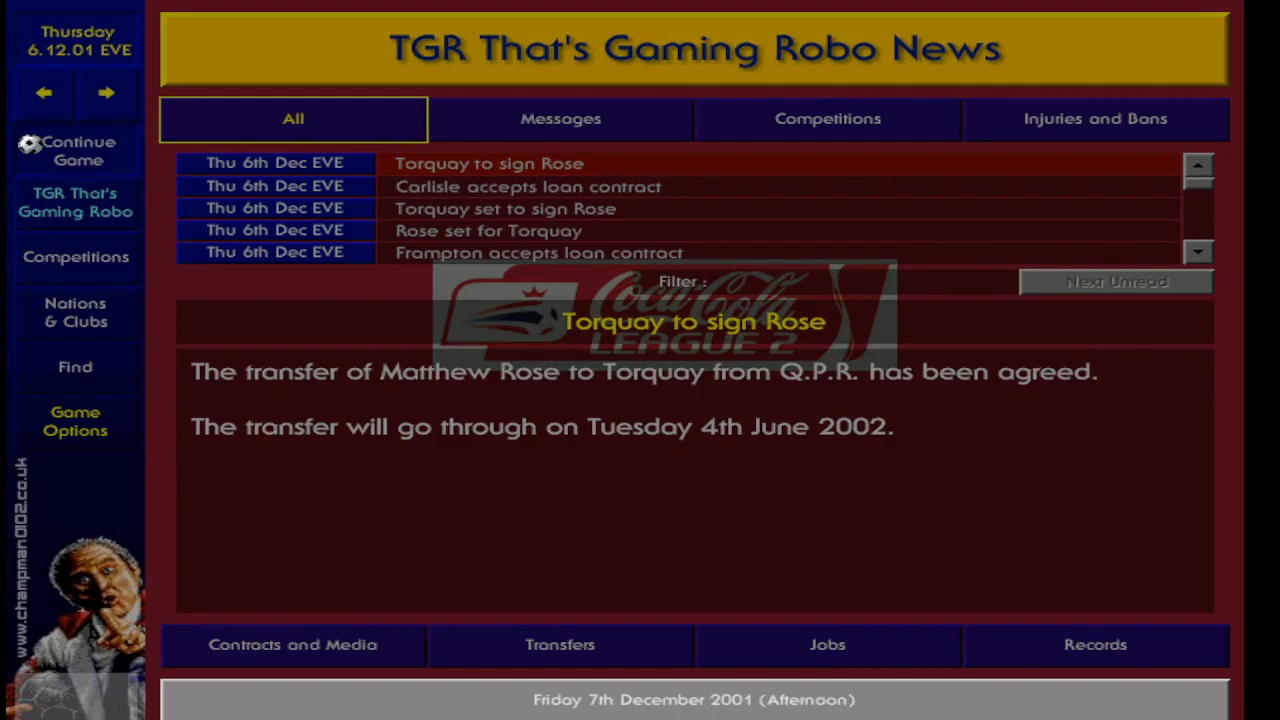 Thursday
6.12.01 EVE
Continue
Game
TGR That's
Gaming Robo
Competitions
Nations
& Clubs
Find
Game
Options
www.champman0102.co.uk
TGR That's Gaming Robo News
All
Messages
Competitions
Injuries and Bans
Thu 6th Dec EVE Torquay to sign Rose
Thu 6th Dec EVE Carlisle accepts loan contract
Thu 6th Dec EVE Torquay set to sign Rose
Thu 6th Dec EVE Rose set for Torquay
Thu 6th Dec EVE Frampton accepts loan contract
Filter :
Next Unread
Coca-Cola
LEAGUE 2
Torquay to sign Rose
The transfer of Matthew Rose to Torquay from Q.P.R. has been agreed.
The transfer will go through on Tuesday 4th June 2002.
Contracts and Media
Transfers
Jobs
Records
Friday 7th December 2001 (Afternoon)